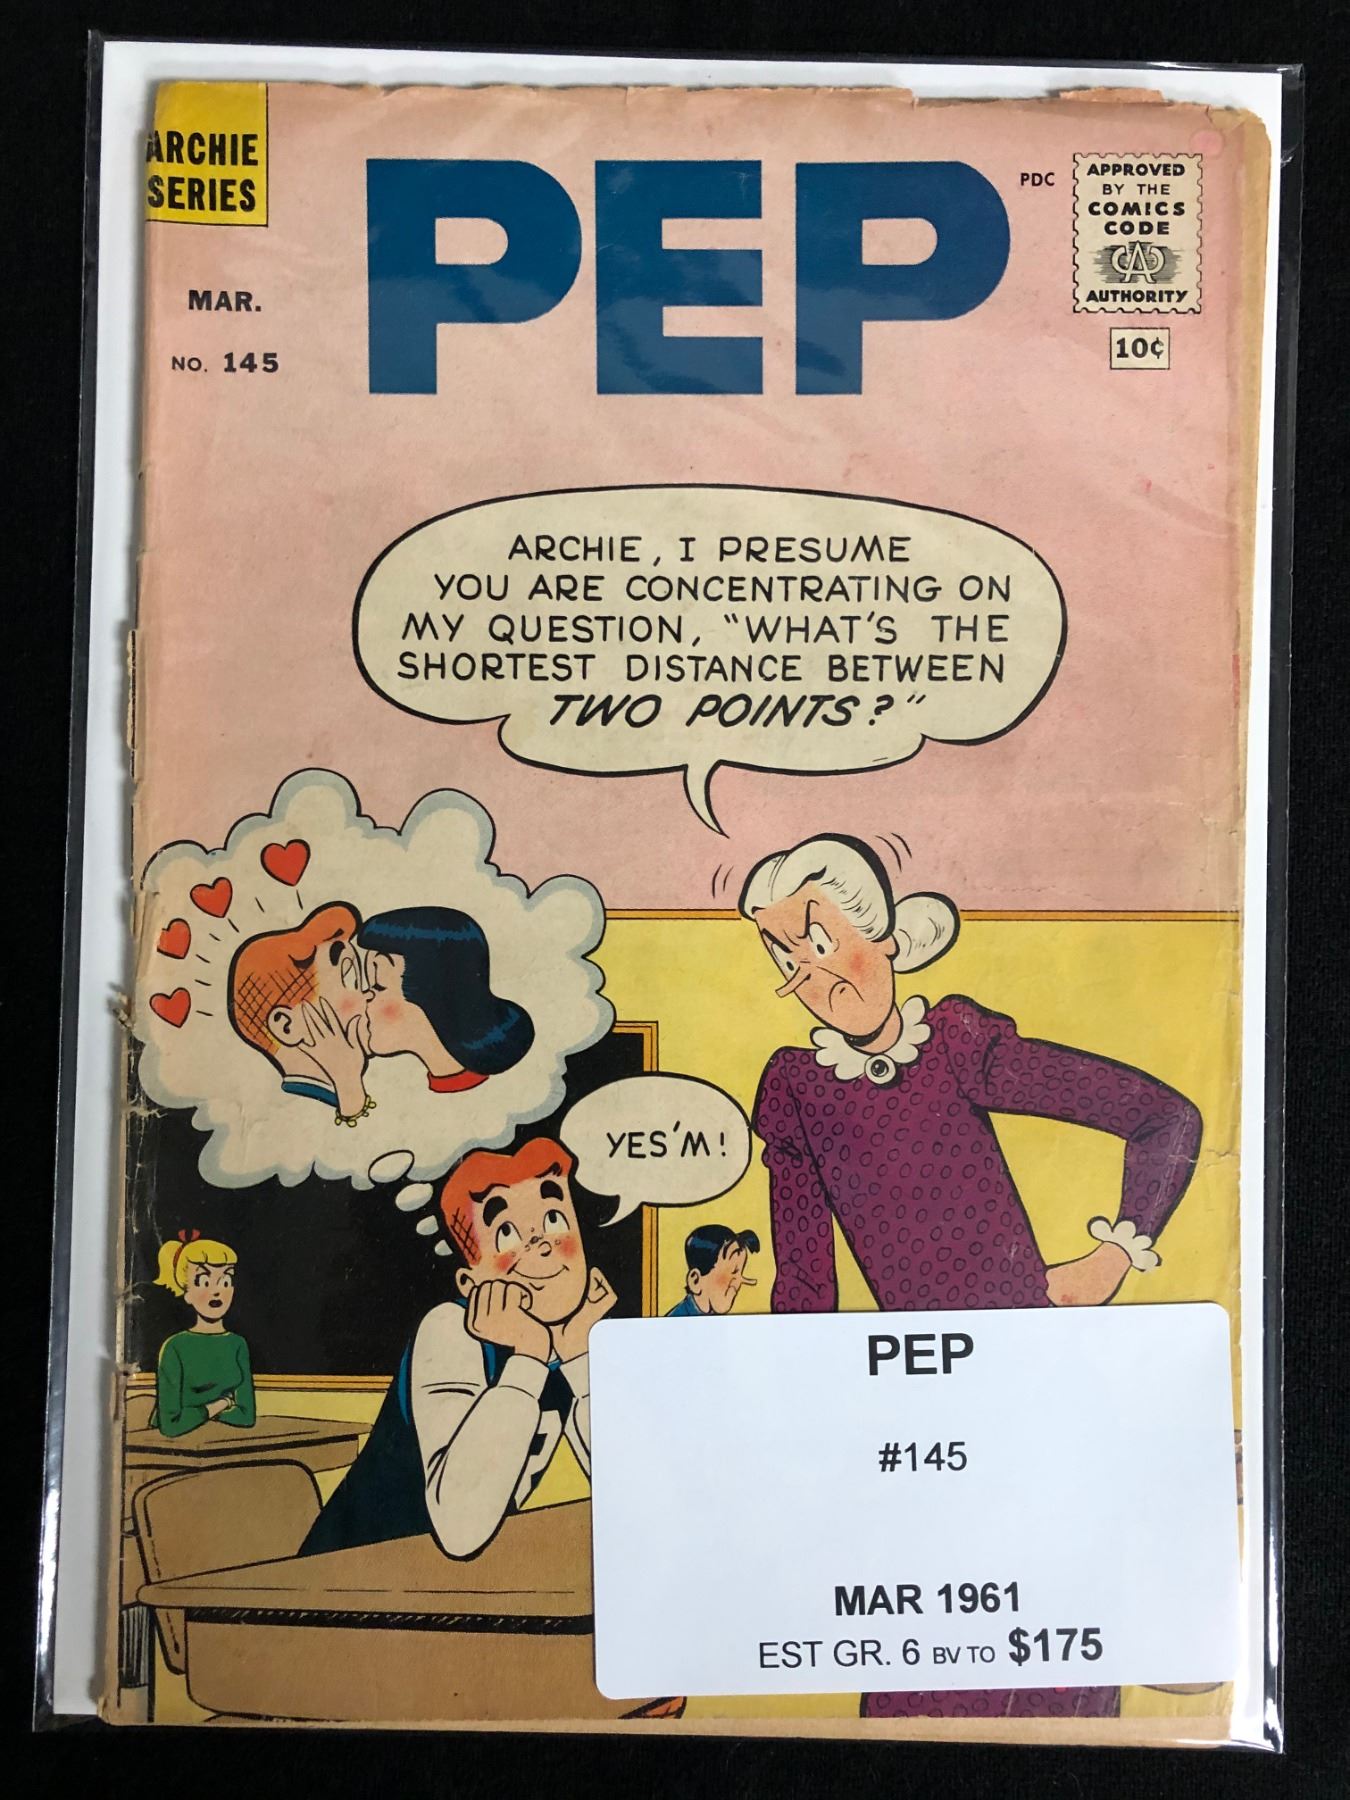 ARCHIE
SERIES
PEP
PDC
APPROVED
BY THE
COMICS
CODE
CA
AUTHORITY
10¢
MAR.
NO. 145
ARCHIE, I PRESUME
YOU ARE CONCENTRATING ON
MY QUESTION, "WHAT'S THE
SHORTEST DISTANCE BETWEEN
TWO POINTS?"
YES'M!
PEP
#145
MAR 1961
EST GR. 6 BV TO $175